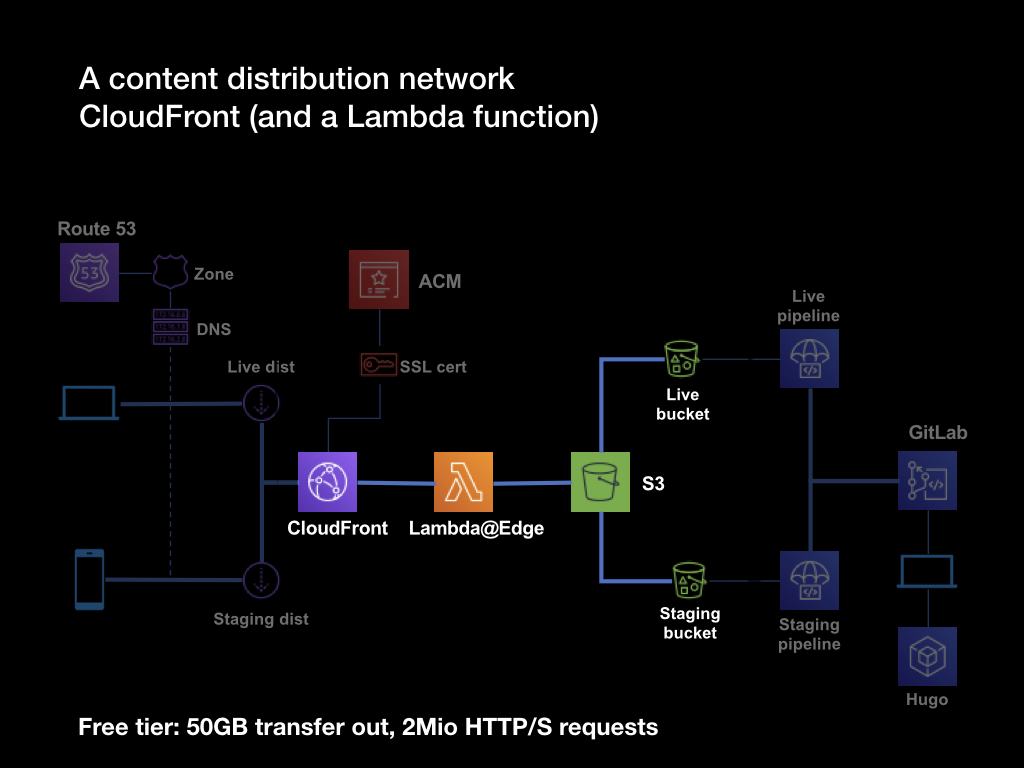 A content distribution network
CloudFront (and a Lambda function)
Route 53
53
Zone
ACM
DNS
Live dist
SSL cert
Live
pipeline
Live
bucket
GitLab
S3
CloudFront
Lambda@Edge
Staging dist
Staging
bucket
Staging
pipeline
Hugo
Free tier: 50GB transfer out, 2Mio HTTP/S requests